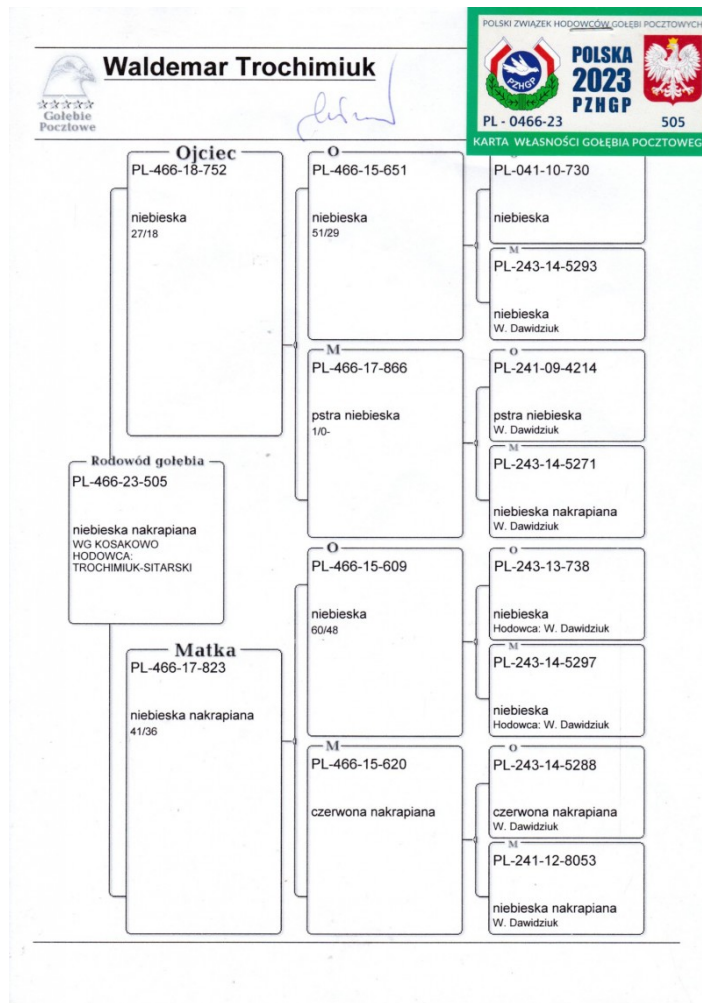 POLSKI ZWIĄZEK HODOWCÓW GOŁĘBI POCZTOWYCH
PZHGP
POLSKA
2023
PZHGP
PL - 0466-23
505
KARTA WŁASNOŚCI GOŁĘBIA POCZTOWEG
Waldemar Trochimiuk
Gołebie
Pocztowe
Ojciec
PL-466-18-752
niebieska
27/18
O
PL-466-15-651
niebieska
51/29
PL-041-10-730
niebieska
M
PL-243-14-5293
niebieska
W. Dawidziuk
M
PL-466-17-866
pstra niebieska
1/0-
O
PL-241-09-4214
pstra niebieska
W. Dawidziuk
M
PL-243-14-5271
niebieska nakrapiana
W. Dawidziuk
Rodowód gołebia
PL-466-23-505
niebieska nakrapiana
WG KOSAKOWO
HODOWCA:
TROCHIMIUK-SITARSKI
Matka
PL-466-17-823
niebieska nakrapiana
41/36
O
PL-466-15-609
niebieska
60/48
O
PL-243-13-738
niebieska
Hodowca: W. Dawidziuk
M
PL-243-14-5297
niebieska
Hodowca: W. Dawidziuk
M
PL-466-15-620
czerwona nakrapiana
O
PL-243-14-5288
czerwona nakrapiana
W. Dawidziuk
M
PL-241-12-8053
niebieska nakrapiana
W. Dawidziuk